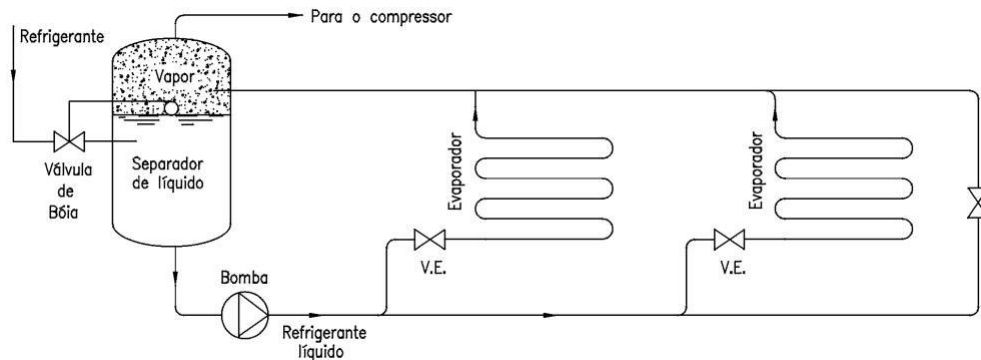 Para o compressor
Refrigerante
Vapor
Separador
de líquido
Válvula
de
Bóia
Evaporador
Evaporador
V.E.
V.E.
Bomba
Refrigerante
líquido